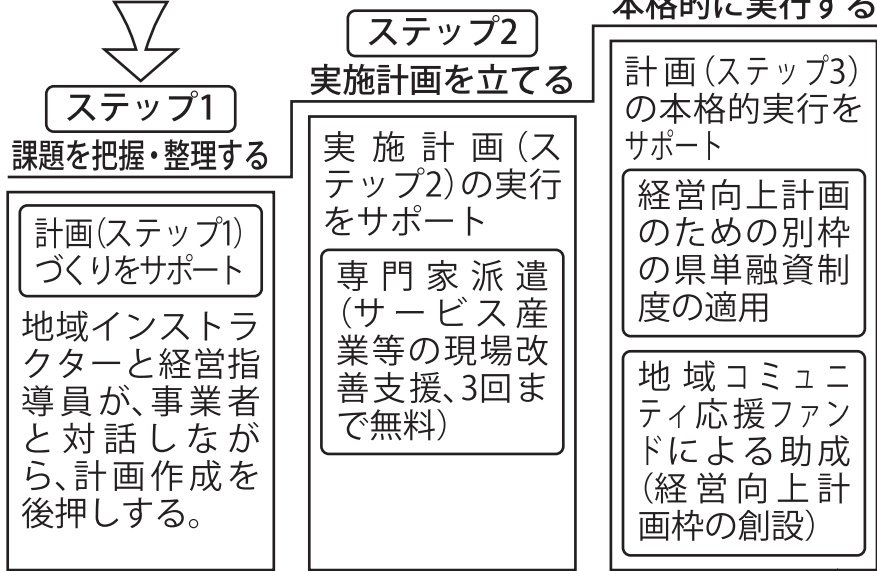 ステップ1
課題を把握・整理する
計画(ステップ1)
づくりをサポート
地域インストラ
クターと経営指
導員が、事業者
と対話しなが
ら、計画作成を
後押しする。
ステップ2
実施計画を立てる
実施計画(ス
テップ2)の実行
をサポート
専門家派遣
(サービス産
業等の現場改
善支援、3回ま
で無料)
本格的に実行する
計画(ステップ3)
の本格的実行を
サポート
経営向上計画
のための別枠
の県単融資制
度の適用
地域コミュニ
ティ応援ファン
ドによる助成
(経営向上計
画枠の創設)